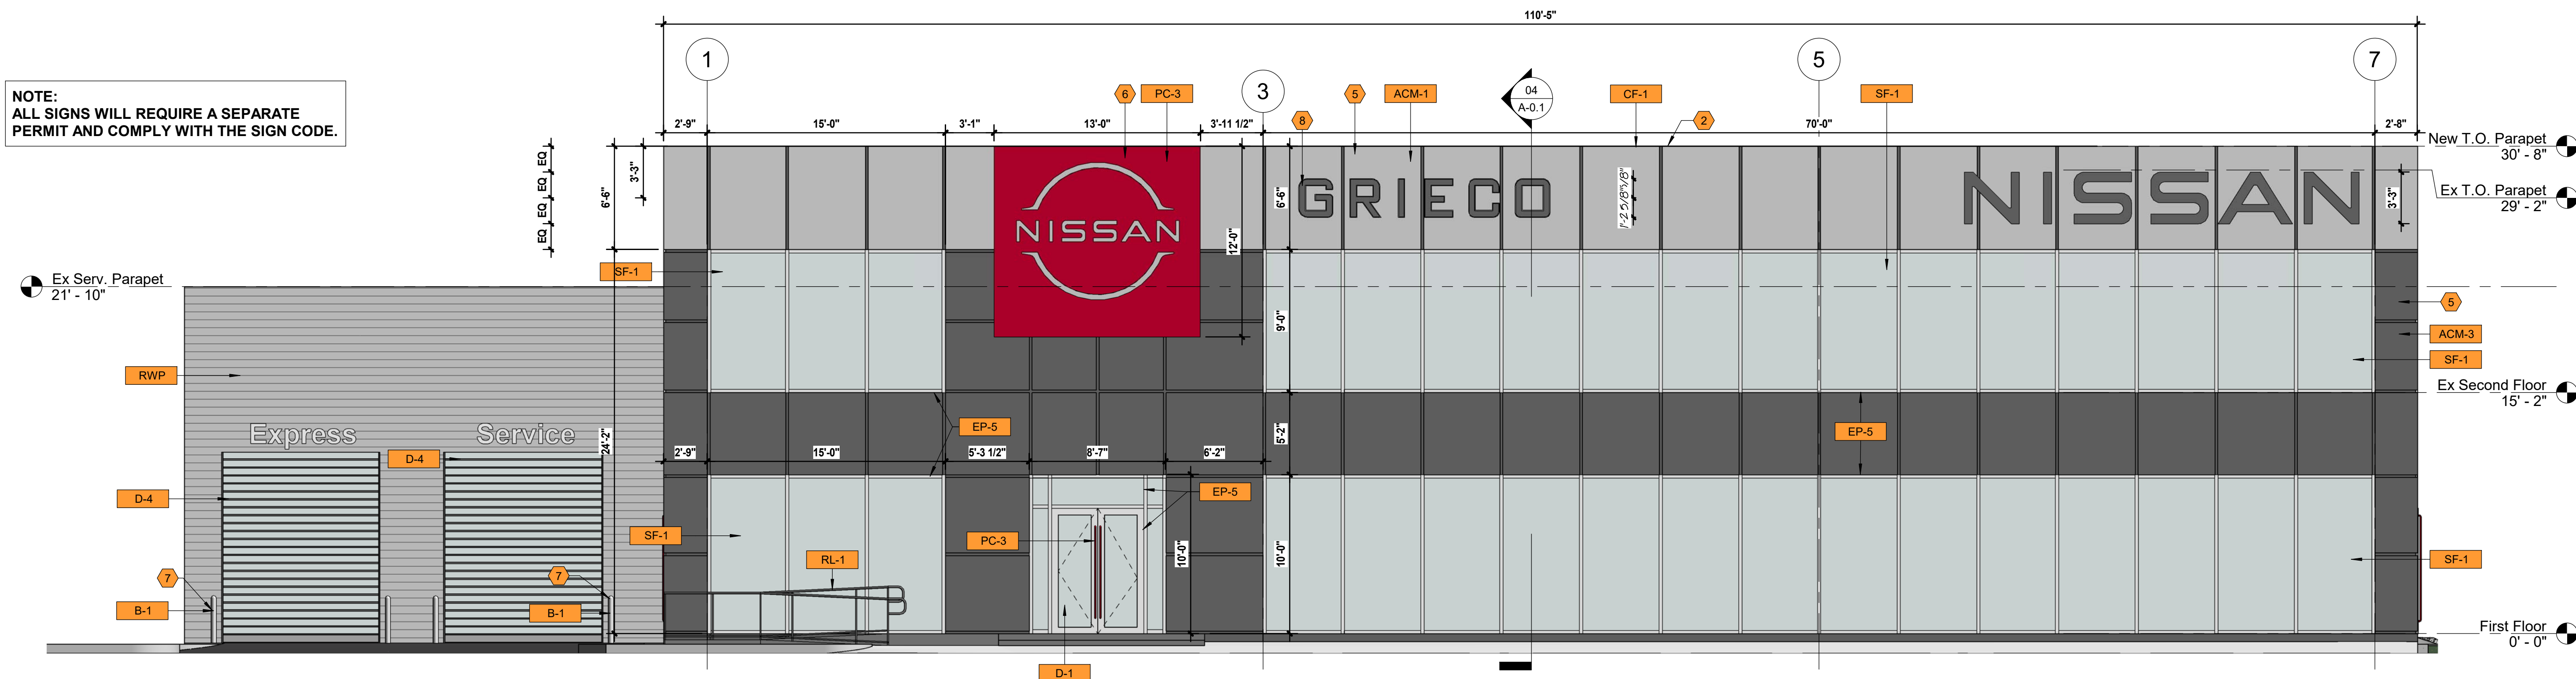 110'-5"
1
5
7
3
NOTE:
ALL SIGNS WILL REQUIRE A SEPARATE
PERMIT AND COMPLY WITH THE SIGN CODE.
6
PC-3
5
ACM-1
04
A-0.1
CF-1
SF-1
8
2
2'-9"
15'-0"
3'-1"
13'-0"
3'-11 1/2"
70'-0"
2'-8"
New T.O. Parapet
30' - 8"
Ex T.O. Parapet
29' - 2"
EQ
EQ
EQ
EQ
6'-6"
3'-3"
NISSAN
12'-0"
6'-6"
GRIECO
NISSAN
3'-3"
SF-1
Ex Serv. Parapet
21' - 10"
5
ACM-3
SF-1
9'-0"
RWP
Ex Second Floor
15' - 2"
Express
Service
24'-2"
EP-5
5'-2"
EP-5
D-4
2'-9"
15'-0"
5'-3 1/2"
8'-7"
6'-2"
D-4
EP-5
SF-1
PC-3
10'-0"
10'-0"
RL-1
SF-1
7
7
B-1
B-1
First Floor
0' - 0"
D-1